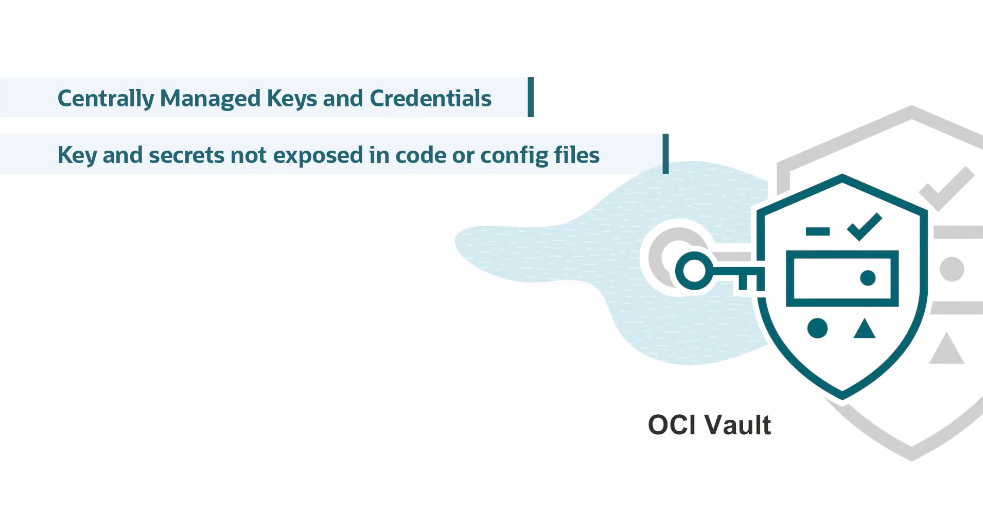 Centrally Managed Keys and Credentials
Key and secrets not exposed in code or config files
OCI Vault